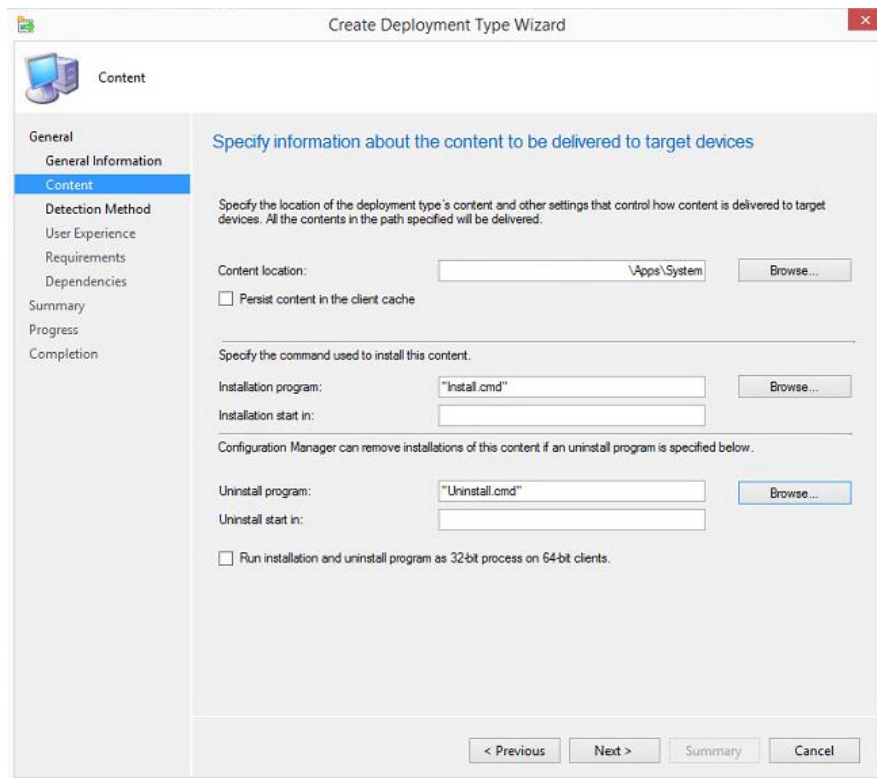 Create Deployment Type Wizard
Content
General
General Information
Content
Detection Method
User Experience
Requirements
Dependencies
Summary
Progress
Completion
Specify information about the content to be delivered to target devices
Specify the location of the deployment type's content and other settings that control how content is delivered to target
devices. All the contents in the path specified will be delivered.
Content location: \Apps\System Browse...
Persist content in the client cache
Specify the command used to install this content.
Installation program: "Install.cmd" Browse...
Installation start in:
Configuration Manager can remove installations of this content if an uninstall program is specified below.
Uninstall program: "Uninstall.cmd" Browse...
Uninstall start in:
Run installation and uninstall program as 32-bit process on 64-bit clients.
< Previous Next > Summary Cancel